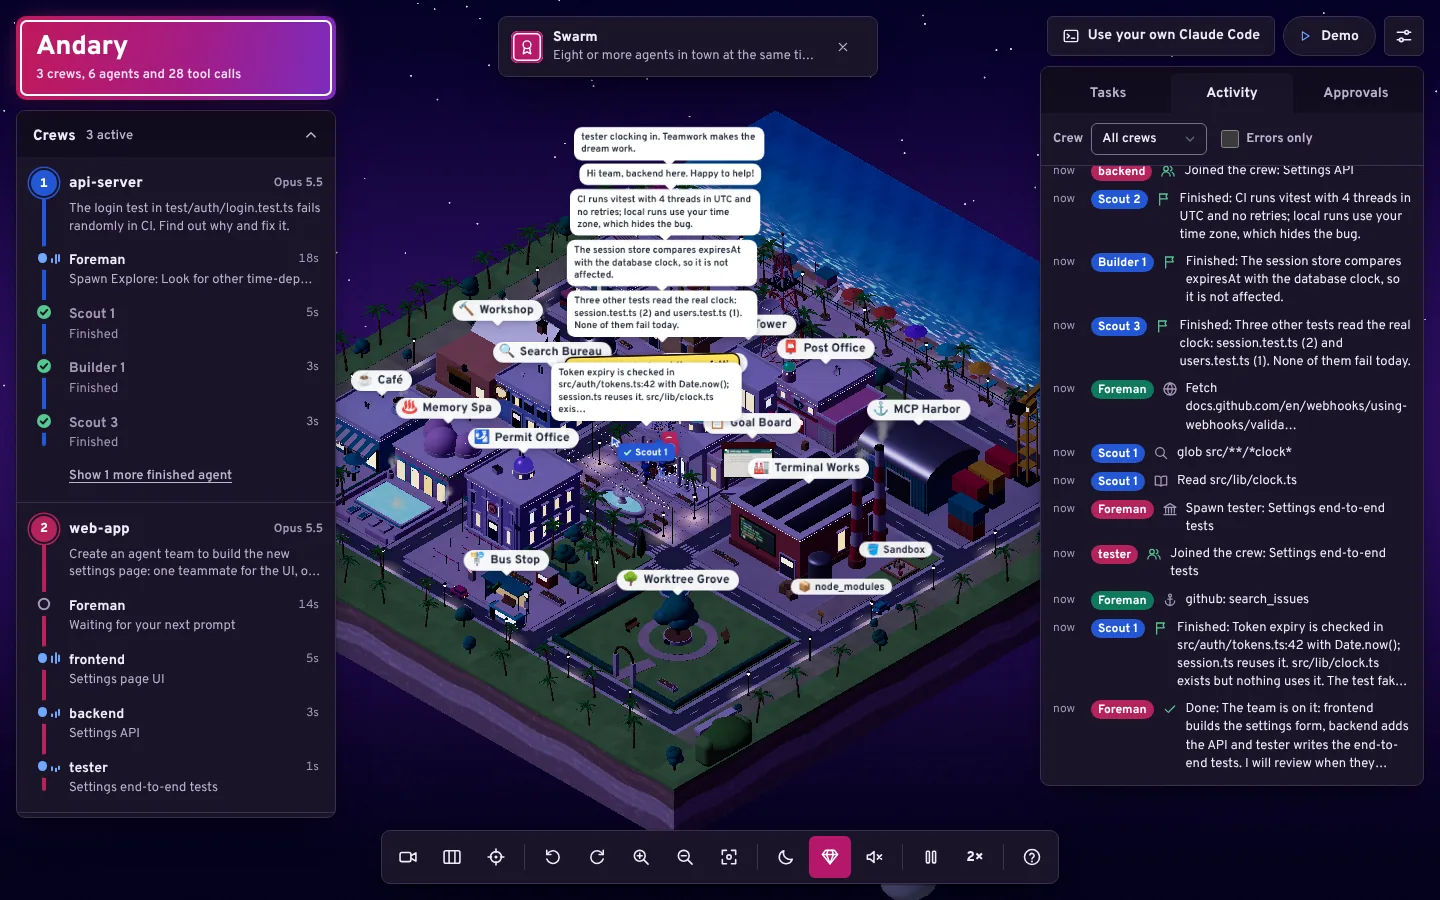 Andary
3 crews, 6 agents and 28 tool calls
Crews 3 active
1 api-server Opus 5.5
The login test in test/auth/login.test.ts fails
randomly in CI. Find out why and fix it.
Foreman 18s
Spawn Explore: Look for other time-dep...
Scout 1 5s
Finished
Builder 1 3s
Finished
Scout 3 3s
Finished
Show 1 more finished agent
2 web-app Opus 5.5
Create an agent team to build the new
settings page: one teammate for the UI, o...
Foreman 14s
Waiting for your next prompt
frontend 5s
Settings page UI
backend 3s
Settings API
tester 1s
Settings end-to-end tests
Swarm
Eight or more agents in town at the same ti...
tester clocking in. Teamwork makes the
dream work.
Hi team, backend here. Happy to help!
CI runs vitest with 4 threads in UTC and
no retries; local runs use your time
zone, which hides the bug.
The session store compares expiresAt
with the database clock, so it is not
affected.
Three other tests read the real clock:
session.test.ts (2) and users.test.ts (1).
None of them fail today.
Token expiry is checked in
src/auth/tokens.ts:42 with Date.now();
session.ts reuses it. src/lib/clock.ts
exis...
Workshop
Tower
Search Bureau
Post Office
Café
Memory Spa
MCP Harbor
Goal Board
Permit Office
Scout 1
Terminal Works
Sandbox
Bus Stop
Worktree Grove
node_modules
2×
Use your own Claude Code
Demo
Tasks Activity Approvals
Crew All crews Errors only
now backend Joined the crew: Settings API
now Scout 2 Finished: CI runs vitest with 4 threads in
UTC and no retries; local runs use your
time zone, which hides the bug.
now Builder 1 Finished: The session store compares
expiresAt with the database clock, so
it is not affected.
now Scout 3 Finished: Three other tests read the real
clock: session.test.ts (2) and
users.test.ts (1). None of them fail today.
now Foreman Fetch
docs.github.com/en/webhooks/using-
webhooks/valida...
now Scout 1 glob src/**/*clock*
now Scout 1 Read src/lib/clock.ts
now Foreman Spawn tester: Settings end-to-end
tests
now tester Joined the crew: Settings end-to-end
tests
now Foreman github: search_issues
now Scout 1 Finished: Token expiry is checked in
src/auth/tokens.ts:42 with Date.now();
session.ts reuses it. src/lib/clock.ts
exists but nothing uses it. The test fak...
now Foreman Done: The team is on it: frontend
builds the settings form, backend adds
the API and tester writes the end-to-
end tests. I will review when they...